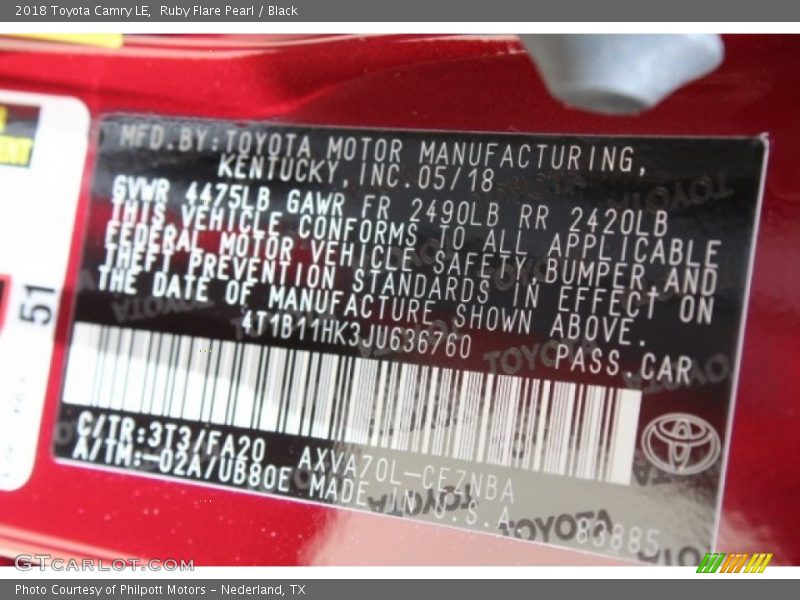 2018 Toyota Camry LE, Ruby Flare Pearl / Black
MFD.BY:TOYOTA MOTOR MANUFACTURING,
KENTUCKY, INC. 05/18
GVWR 4475LB GAWR FR 2490LB RR 2420LB
THIS VEHICLE CONFORMS TO ALL APPLICABLE
FEDERAL MOTOR VEHICLE SAFETY, BUMPER, AND
THEFT PREVENTION STANDARDS IN EFFECT ON
THE DATE OF MANUFACTURE SHOWN ABOVE.
4T1B11HK3JU636760
PASS.CAR
C/TR:3T3/FA20 AXVA70L-CEZNBA
A/TM:-02A/UB80E MADE IN U.S.A
83885
51
TOYOTA
GTCARLOT.COM
Photo Courtesy of Philpott Motors - Nederland, TX